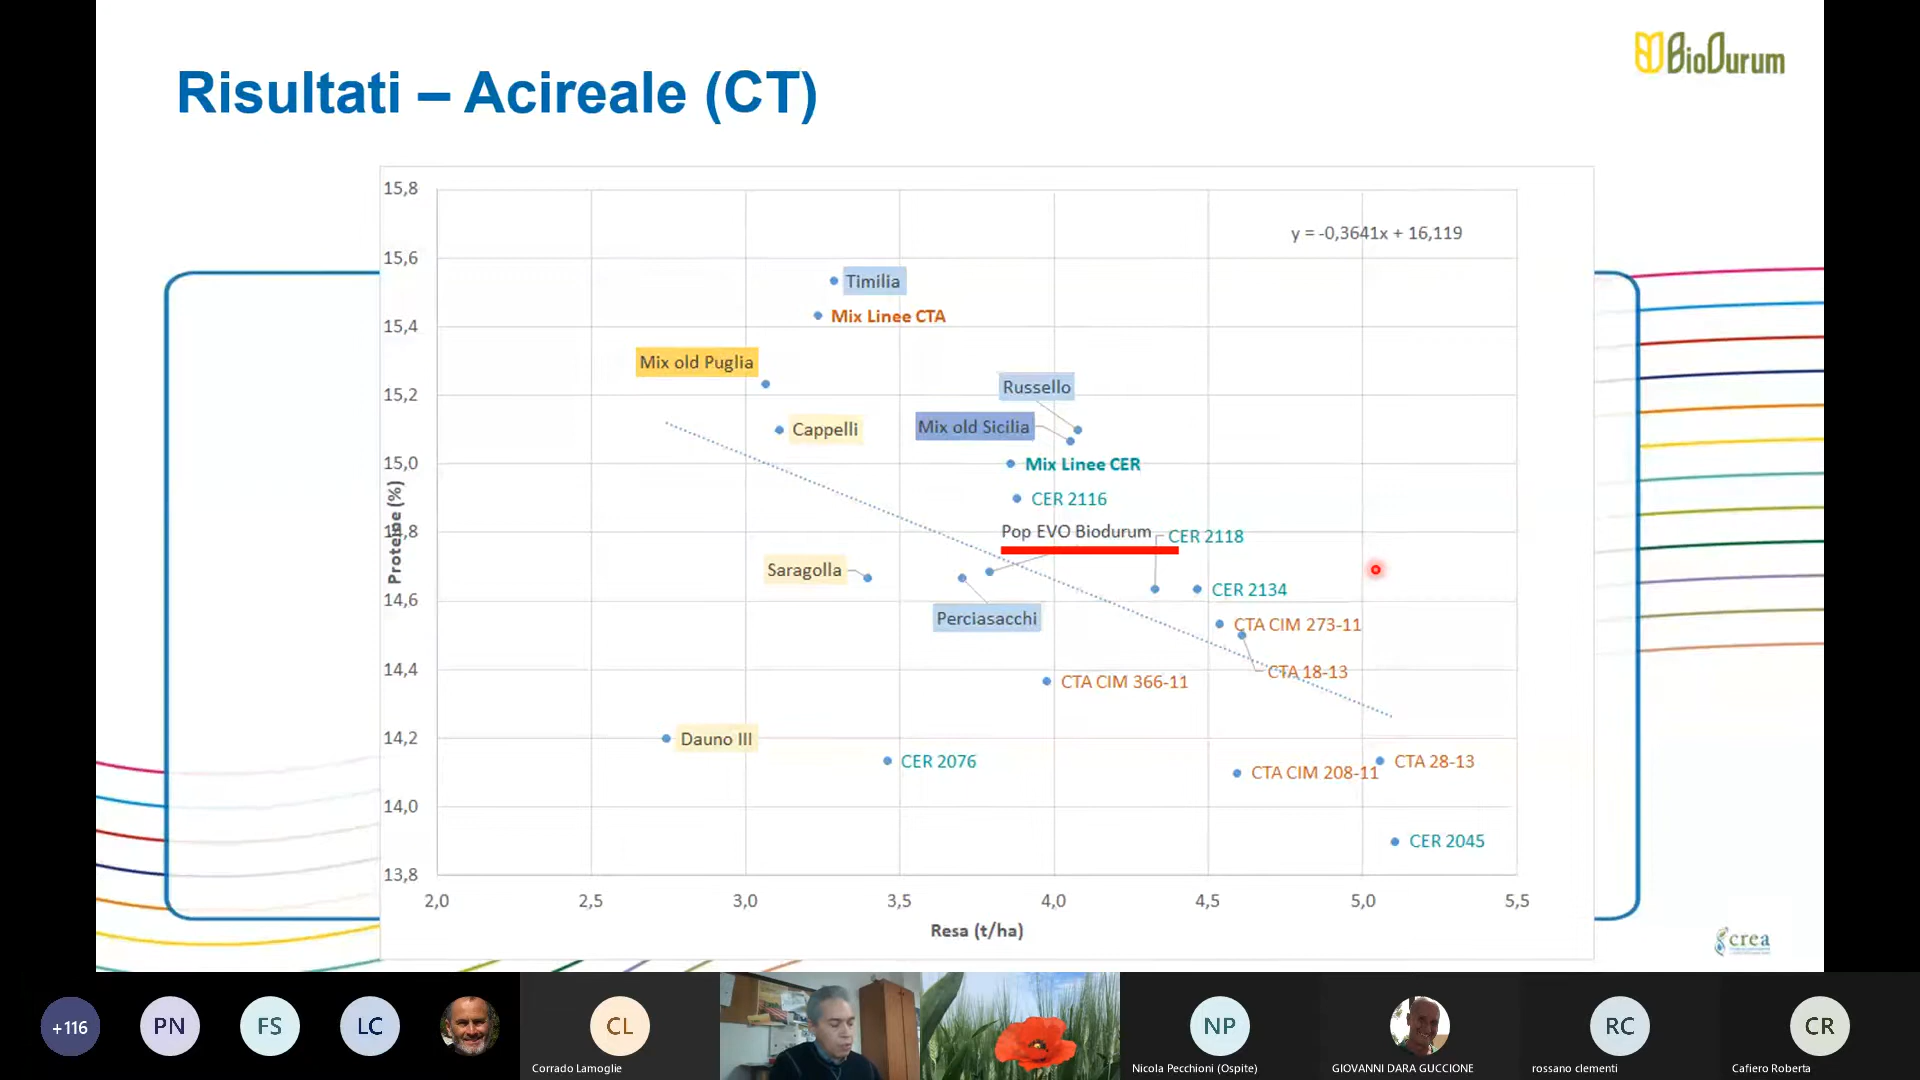 BioDurum
Risultati – Acireale (CT)
15,8
y = -0,3641x + 16,119
15,6
Timilia
15,4
Mix Linee CTA
Mix old Puglia
Russello
15,2
Mix old Sicilia
Cappelli
15,0
Mix Linee CER
CER 2116
Proteine (%)
14,8
Pop EVO Biodurum
CER 2118
Saragolla
CER 2134
14,6
Perciasacchi
CTA CIM 273-11
14,4
CTA 18-13
CTA CIM 366-11
14,2
Dauno III
CER 2076
CTA 28-13
CTA CIM 208-11
14,0
CER 2045
13,8
2,0 2,5 3,0 3,5 4,0 4,5 5,0 5,5
Resa (t/ha)
crea
+116 PN FS LC CL NP RC CR
Corrado Lamoglie Nicola Pecchioni (Ospite) GIOVANNI DARA GUCCIONE rossano clementi Cafiero Roberta